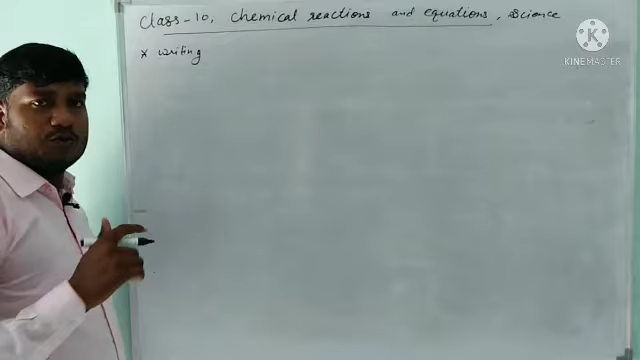 class-10, chemical reactions and equations, science
* writing
KINEMASTER